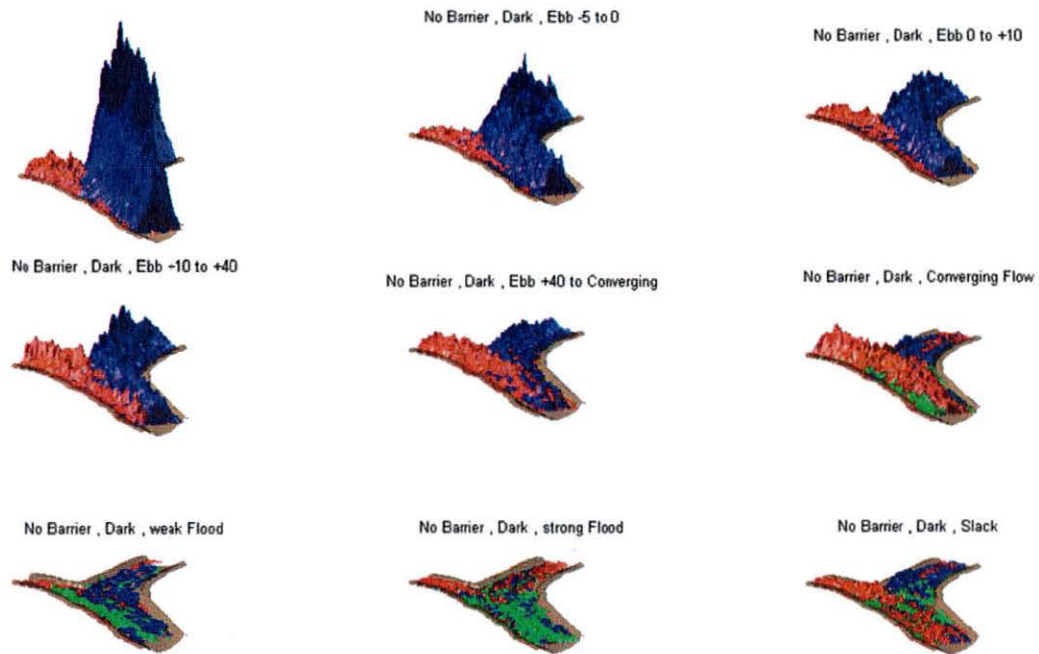 No Barrier , Dark , Ebb -5 to 0
No Barrier , Dark , Ebb 0 to +10
No Barrier , Dark , Ebb +10 to +40
No Barrier , Dark , Ebb +40 to Converging
No Barrier , Dark , Converging Flow
No Barrier , Dark , weak Flood
No Barrier , Dark , strong Flood
No Barrier , Dark , Slack